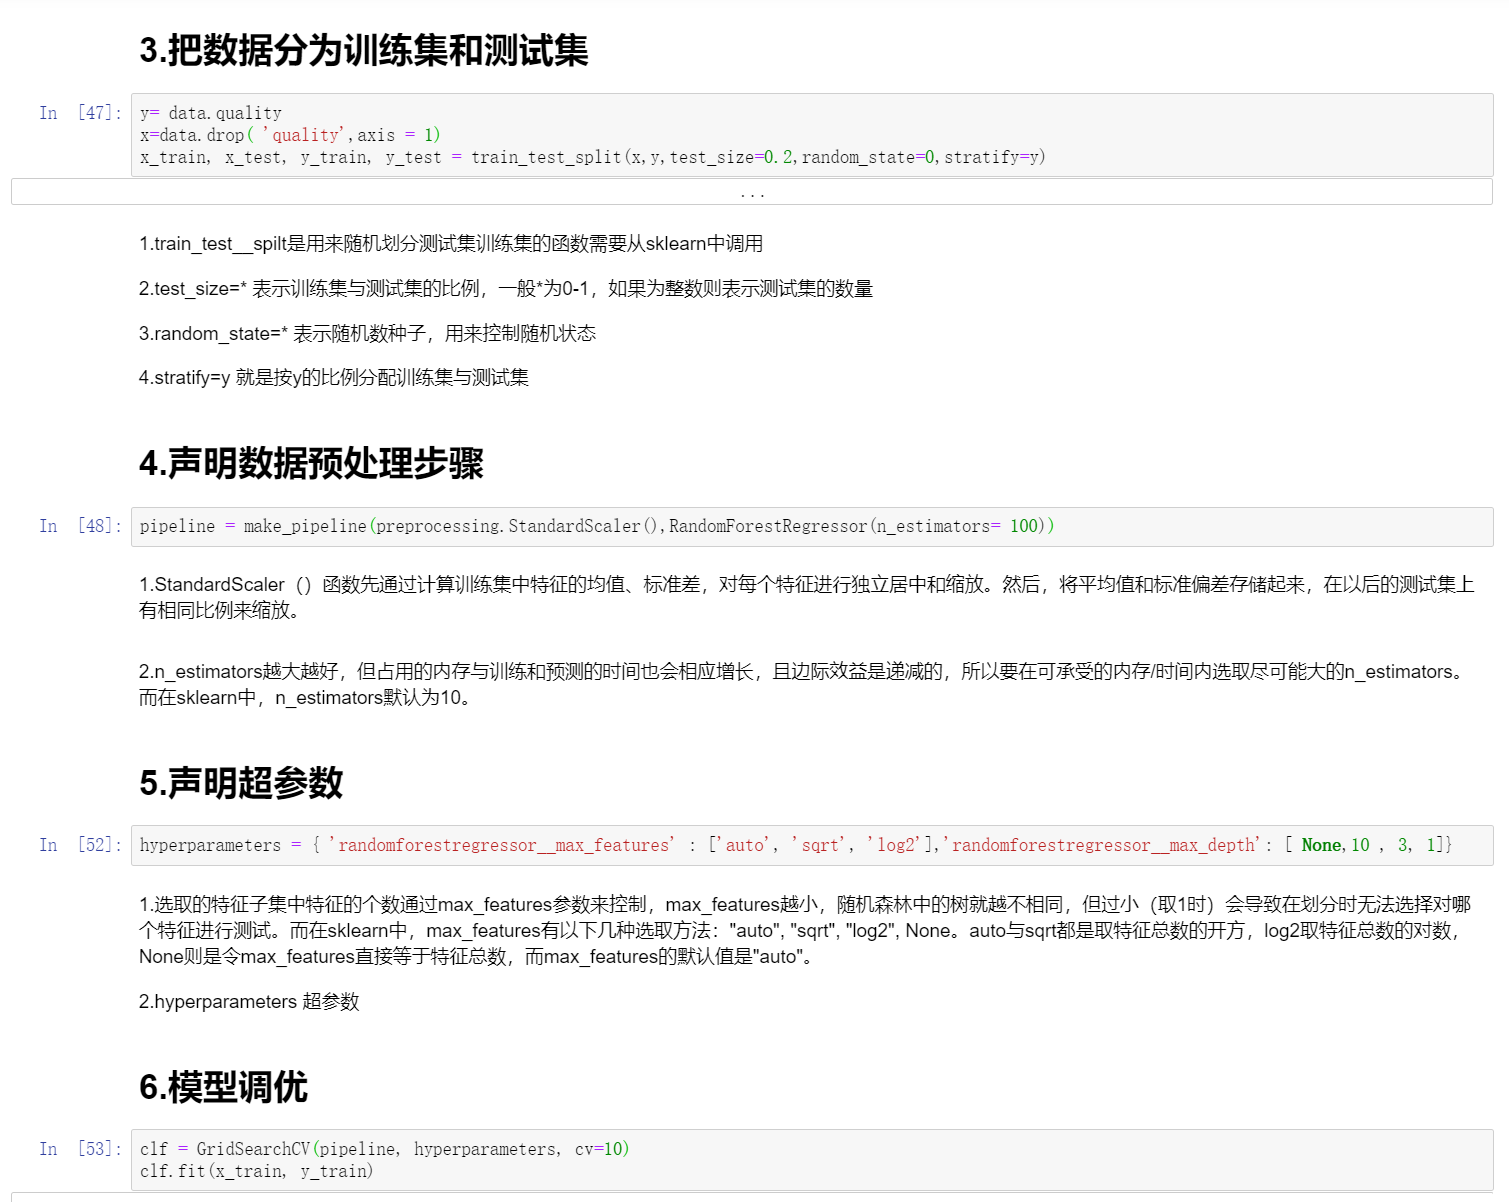 3.把数据分为训练集和测试集
In [47]: y= data.quality
x=data.drop( 'quality',axis = 1)
x_train, x_test, y_train, y_test = train_test_split(x,y,test_size=0.2,random_state=0,stratify=y)
...
1.train_test__spilt是用来随机划分测试集训练集的函数需要从sklearn中调用
2.test_size=* 表示训练集与测试集的比例，一般*为0-1，如果为整数则表示测试集的数量
3.random_state=* 表示随机数种子，用来控制随机状态
4.stratify=y 就是按y的比例分配训练集与测试集
4.声明数据预处理步骤
In [48]: pipeline = make_pipeline(preprocessing.StandardScaler(),RandomForestRegressor(n_estimators= 100))
1.StandardScaler（）函数先通过计算训练集中特征的均值、标准差，对每个特征进行独立居中和缩放。然后，将平均值和标准偏差存储起来，在以后的测试集上
有相同比例来缩放。
2.n_estimators越大越好，但占用的内存与训练和预测的时间也会相应增长，且边际效益是递减的，所以要在可承受的内存/时间内选取尽可能大的n_estimators。
而在sklearn中，n_estimators默认为10。
5.声明超参数
In [52]: hyperparameters = { 'randomforestregressor__max_features' : ['auto', 'sqrt', 'log2'],'randomforestregressor__max_depth': [ None,10 , 3, 1]}
1.选取的特征子集中特征的个数通过max_features参数来控制，max_features越小，随机森林中的树就越不相同，但过小（取1时）会导致在划分时无法选择对哪
个特征进行测试。而在sklearn中，max_features有以下几种选取方法："auto", "sqrt", "log2", None。auto与sqrt都是取特征总数的开方，log2取特征总数的对数，
None则是令max_features直接等于特征总数，而max_features的默认值是"auto"。
2.hyperparameters 超参数
6.模型调优
In [53]: clf = GridSearchCV(pipeline, hyperparameters, cv=10)
clf.fit(x_train, y_train)